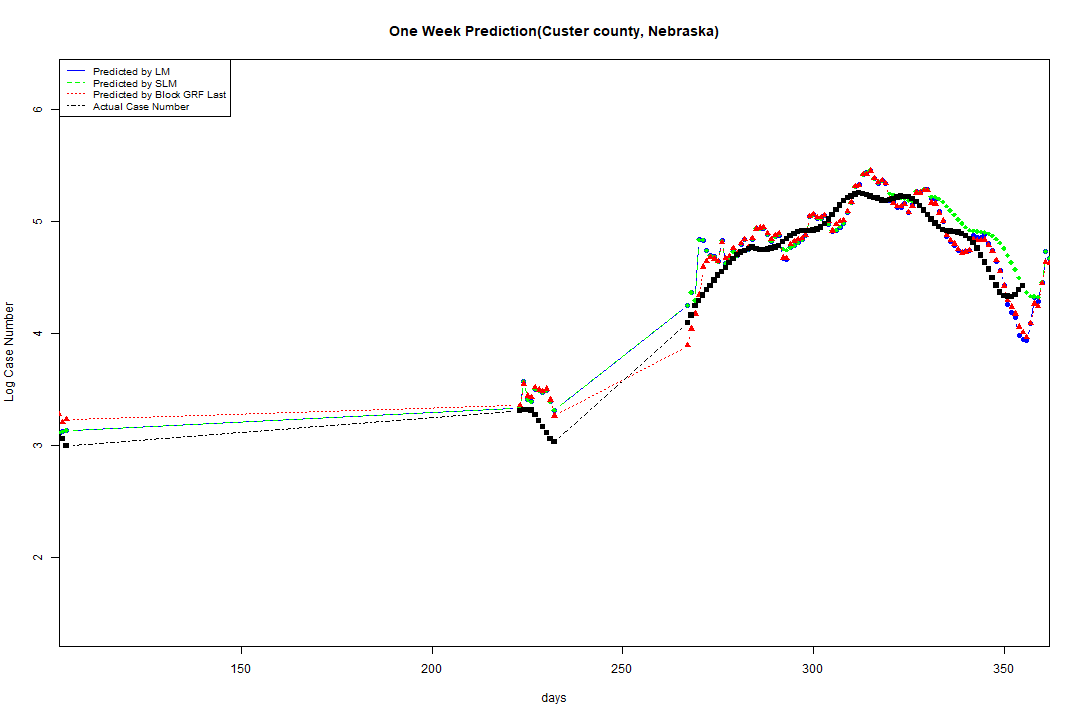 One Week Prediction(Custer county, Nebraska)
Predicted by LM
Predicted by SLM
Predicted by Block GRF Last
Actual Case Number
6
5
4
3
2
Log Case Number
150
200
250
300
350
days